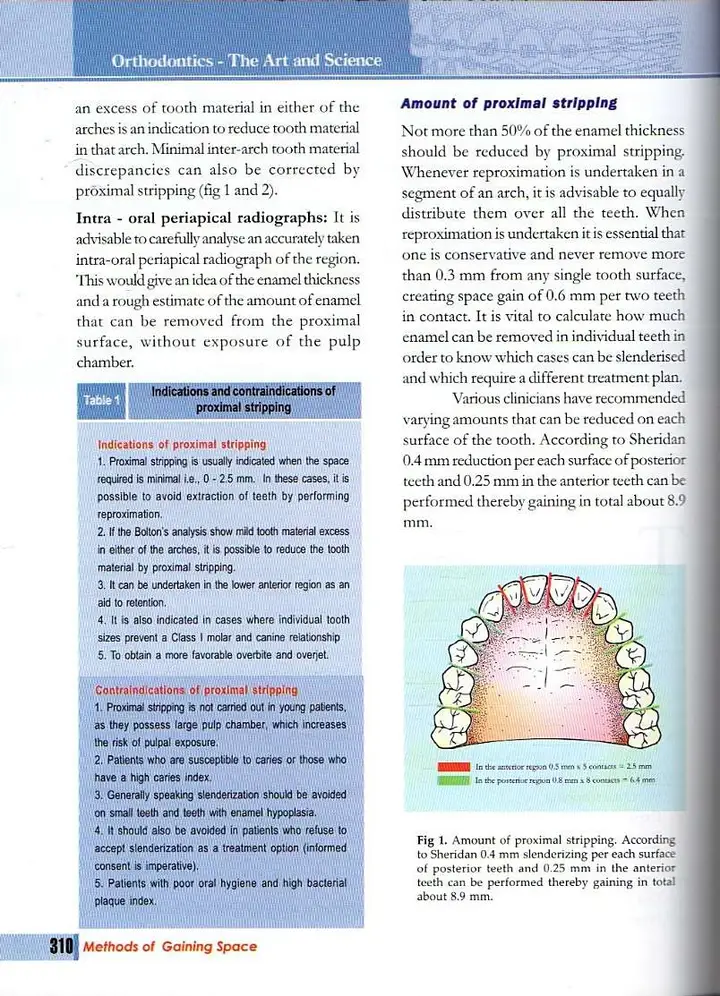 Orthodontics - The Art and Science
an excess of tooth material in either of the
arches is an indication to reduce tooth material
in that arch. Minimal inter-arch tooth material
discrepancies can also be corrected by
proximal stripping (fig 1 and 2).
Intra - oral periapical radiographs: It is
advisable to carefully analyse an accurately taken
intra-oral periapical radiograph of the region.
This would give an idea of the enamel thickness
and a rough estimate of the amount of enamel
that can be removed from the proximal
surface, without exposure of the pulp
chamber.
Table 1
Indications and contraindications of
proximal stripping
Indications of proximal stripping
1. Proximal stripping is usually indicated when the space
required is minimal i.e., 0 - 2.5 mm. In these cases, it is
possible to avoid extraction of teeth by performing
reproximation.
2. If the Bolton's analysis show mild tooth material excess
in either of the arches, it is possible to reduce the tooth
material by proximal stripping.
3. It can be undertaken in the lower anterior region as an
aid to retention.
4. It is also indicated in cases where individual tooth
sizes prevent a Class I molar and canine relationship
5. To obtain a more favorable overbite and overjet.
Contraindications of proximal stripping
1. Proximal stripping is not carried out in young patients,
as they possess large pulp chamber, which increases
the risk of pulpal exposure.
2. Patients who are susceptible to caries or those who
have a high caries index.
3. Generally speaking slenderization should be avoided
on small teeth and teeth with enamel hypoplasia.
4. It should also be avoided in patients who refuse to
accept slenderization as a treatment option (informed
consent is imperative).
5. Patients with poor oral hygiene and high bacterial
plaque index.
Amount of proximal stripping
Not more than 50% of the enamel thickness
should be reduced by proximal stripping.
Whenever reproximation is undertaken in a
segment of an arch, it is advisable to equally
distribute them over all the teeth. When
reproximation is undertaken it is essential that
one is conservative and never remove more
than 0.3 mm from any single tooth surface,
creating space gain of 0.6 mm per two teeth
in contact. It is vital to calculate how much
enamel can be removed in individual teeth in
order to know which cases can be slenderised
and which require a different treatment plan.
Various clinicians have recommended
varying amounts that can be reduced on each
surface of the tooth. According to Sheridan
0.4 mm reduction per each surface of posterior
teeth and 0.25 mm in the anterior teeth can be
performed thereby gaining in total about 8.9
mm.
In the anterior region 0.5 mm x 5 contacts = 2.5 mm
In the posterior region 0.8 mm x 8 contacts = 6.4 mm
Fig 1. Amount of proximal stripping. According
to Sheridan 0.4 mm slenderizing per each surface
of posterior teeth and 0.25 mm in the anterior
teeth can be performed thereby gaining in total
about 8.9 mm.
310 Methods of Gaining Space